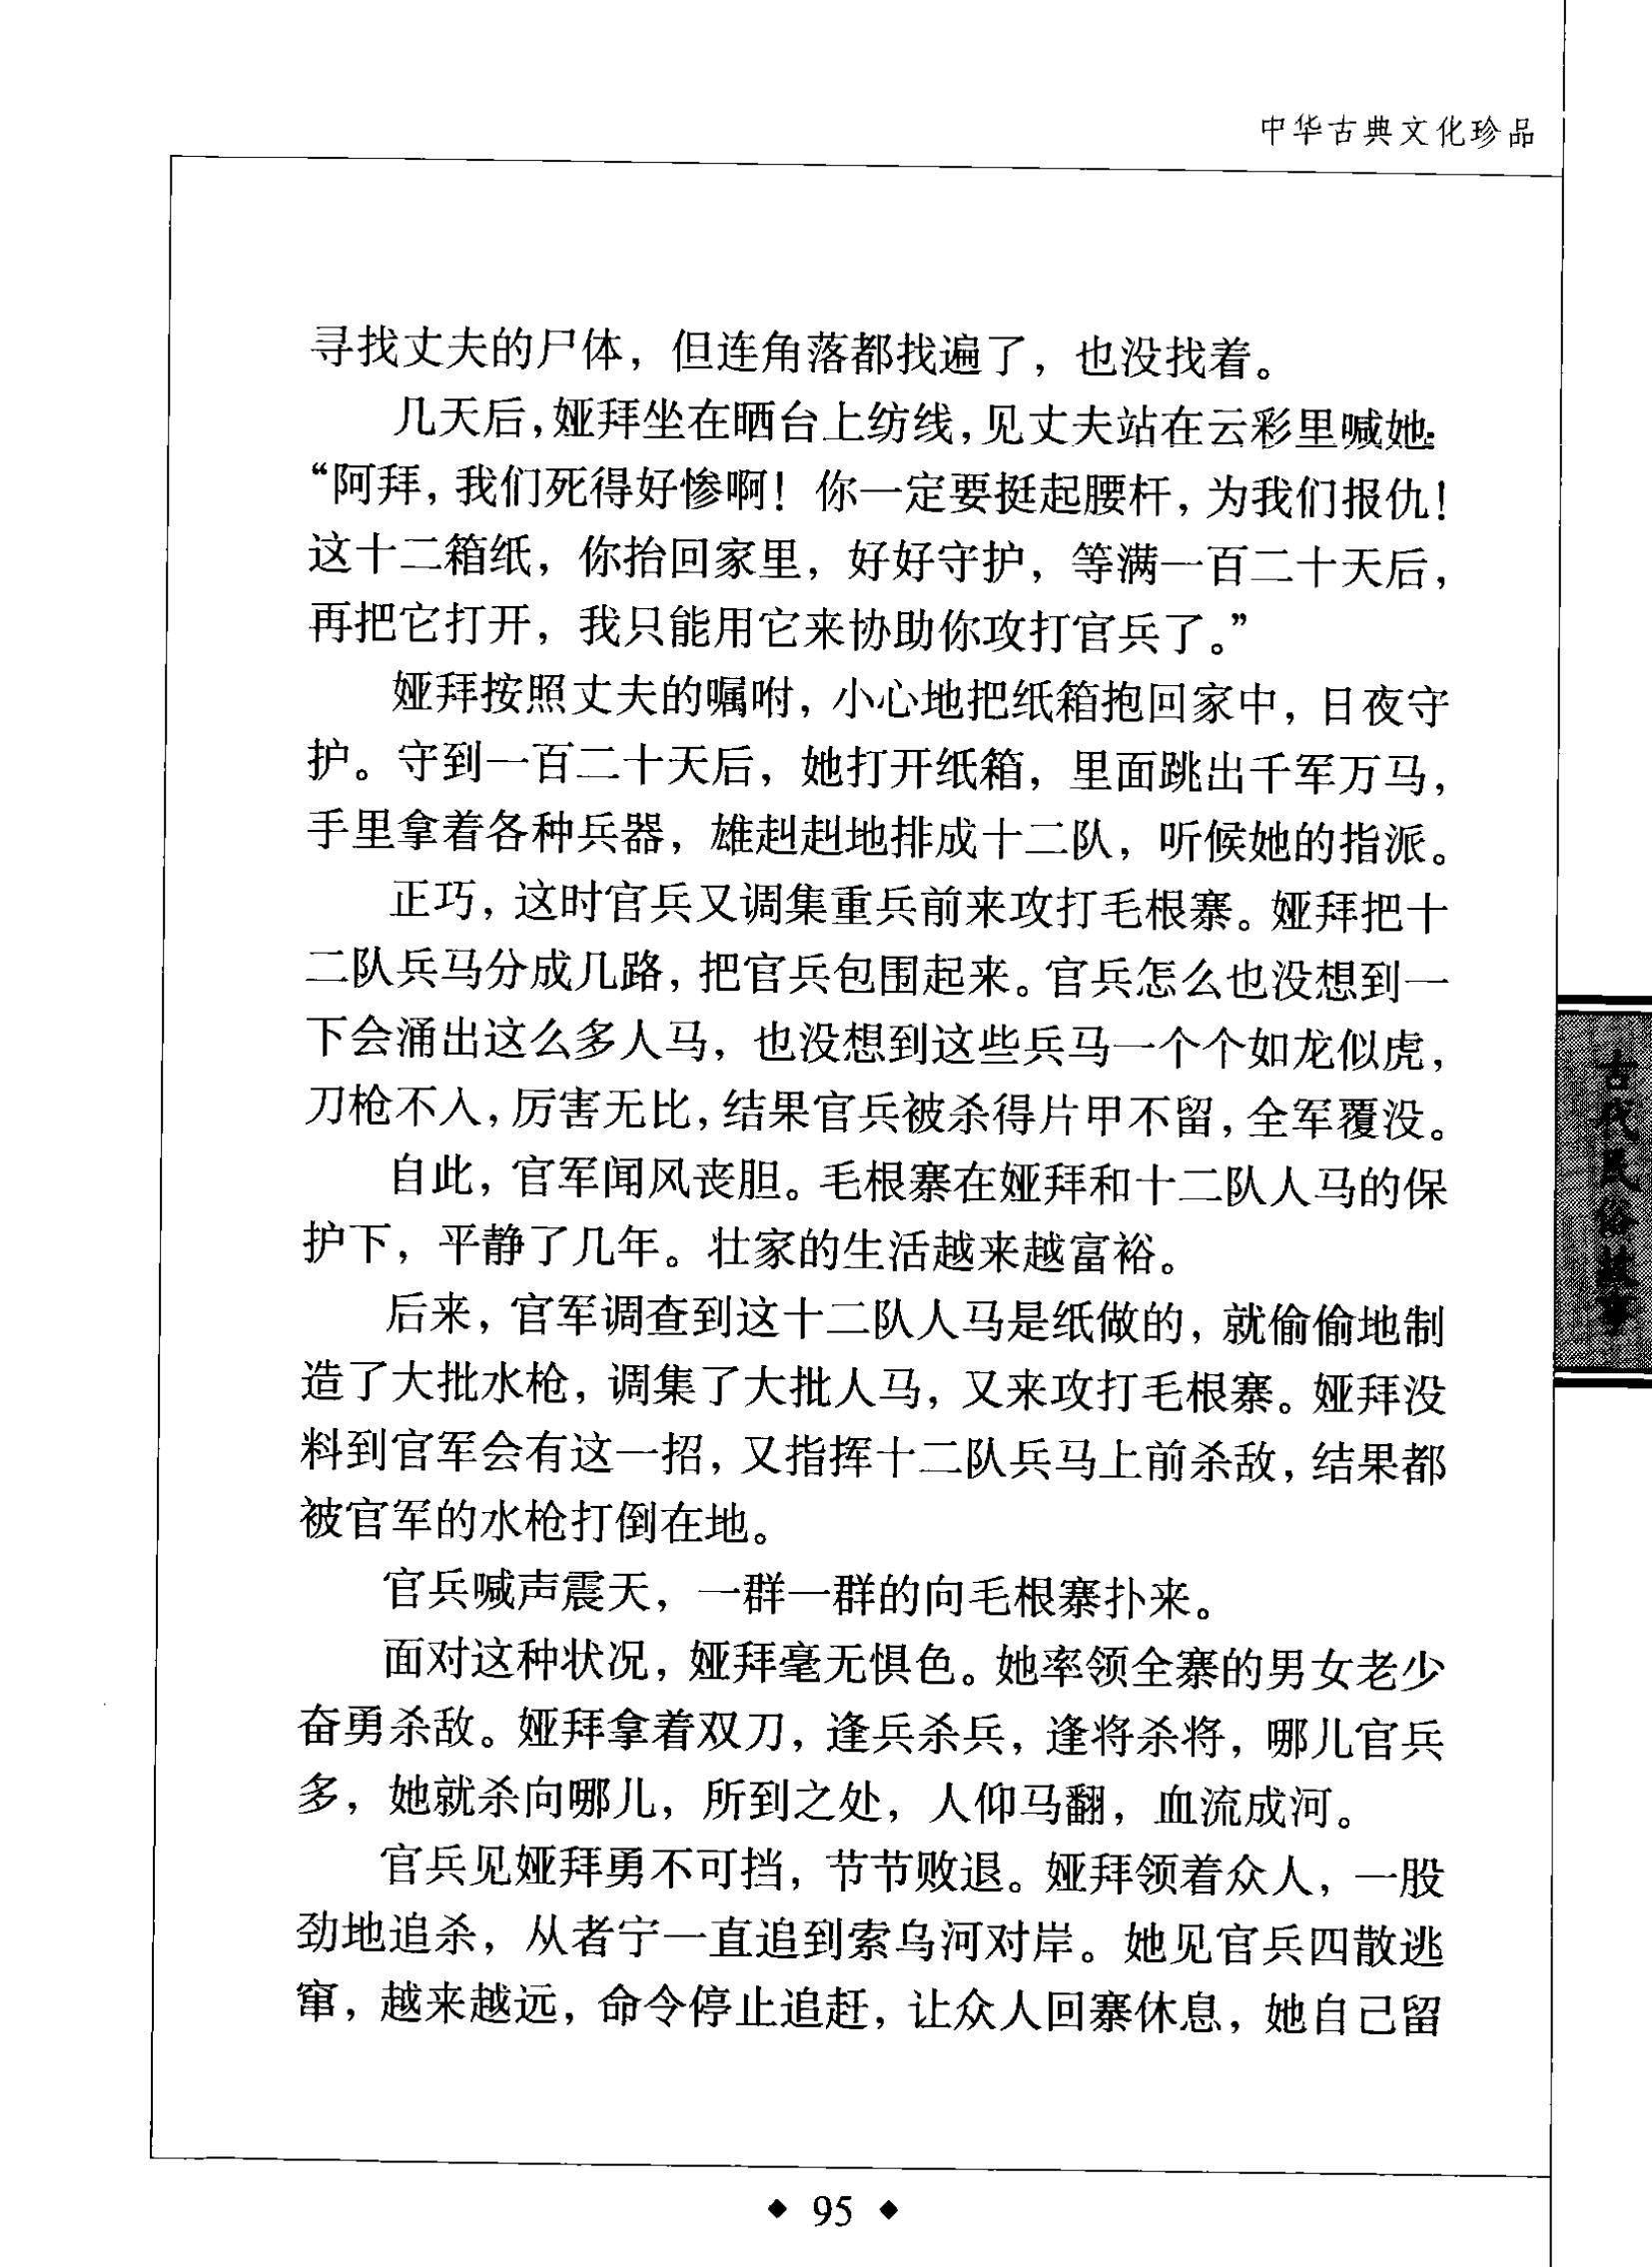 中华古典文化珍品
寻找丈夫的尸体，但连角落都找遍了，也没找着。
几天后，娅拜坐在晒台上纺线，见丈夫站在云彩里喊她：
“阿拜，我们死得好惨啊！你一定要挺起腰杆，为我们报仇！
这十二箱纸，你抬回家里，好好守护，等满一百二十天后，
再把它打开，我只能用它来协助你攻打官兵了。”
娅拜按照丈夫的嘱咐，小心地把纸箱抱回家中，日夜守
护。守到一百二十天后，她打开纸箱，里面跳出千军万马，
手里拿着各种兵器，雄赳赳地排成十二队，听候她的指派。
正巧，这时官兵又调集重兵前来攻打毛根寨。娅拜把十
二队兵马分成几路，把官兵包围起来。官兵怎么也没想到一
下会涌出这么多人马，也没想到这些兵马一个个如龙似虎，
刀枪不入，厉害无比，结果官兵被杀得片甲不留，全军覆没。
自此，官军闻风丧胆。毛根寨在娅拜和十二队人马的保
护下，平静了几年。壮家的生活越来越富裕。
后来，官军调查到这十二队人马是纸做的，就偷偷地制
造了大批水枪，调集了大批人马，又来攻打毛根寨。娅拜没
料到官军会有这一招，又指挥十二队兵马上前杀敌，结果都
被官军的水枪打倒在地。
官兵喊声震天，一群一群的向毛根寨扑来。
面对这种状况，娅拜毫无惧色。她率领全寨的男女老少
奋勇杀敌。娅拜拿着双刀，逢兵杀兵，逢将杀将，哪儿官兵
多，她就杀向哪儿，所到之处，人仰马翻，血流成河。
官兵见娅拜勇不可挡，节节败退。娅拜领着众人，一股
劲地追杀，从者宁一直追到索乌河对岸。她见官兵四散逃
窜，越来越远，命令停止追赶，让众人回寨休息，她自己留
古代民俗故事
◆ 95 ◆